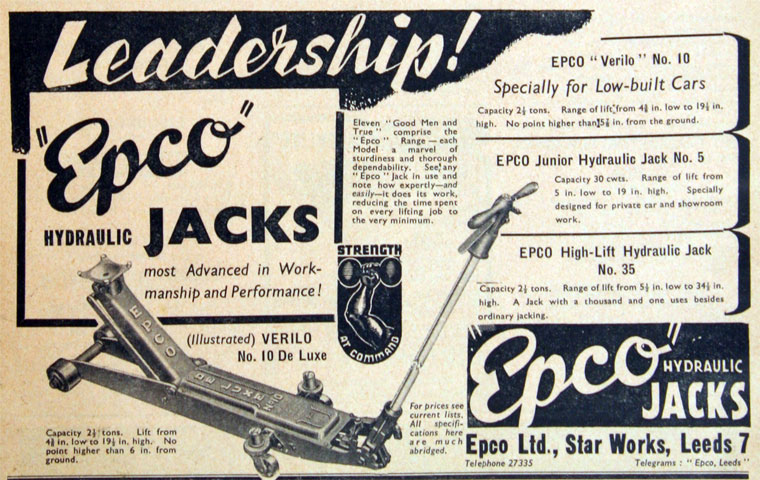 Leadership!
"Epco"
HYDRAULIC JACKS
most Advanced in Work-
manship and Performance!
Eleven "Good Men and
True" comprise the
"Epco" Range — each
Model a marvel of
sturdiness and thorough
dependability. See any
"Epco" Jack in use and
note how expertly—and
easily—it does its work,
reducing the time spent
on every lifting job to
the very minimum.
STRENGTH
AT COMMAND
EPCO "Verilo" No. 10
Specially for Low-built Cars
Capacity 2½ tons. Range of lift from 4¾ in. low to 19½ in.
high. No point higher than 5⅞ in. from the ground.
EPCO Junior Hydraulic Jack No. 5
Capacity 30 cwts. Range of lift from
5 in. low to 19 in. high. Specially
designed for private car and showroom
work.
EPCO High-Lift Hydraulic Jack
No. 35
Capacity 2½ tons. Range of lift from 5½ in. low to 34½ in.
high. A Jack with a thousand and one uses besides
ordinary jacking.
(Illustrated) VERILO
No. 10 De Luxe
EPCO
Capacity 2½ tons. Lift from
4¾ in, low to 19½ in. high. No
point higher than 6 in. from
ground.
For prices see
current lists.
All specifi-
cations here
are much
abridged.
"Epco" HYDRAULIC
JACKS
Epco Ltd., Star Works, Leeds 7
Telephone 27335 Telegrams : "Epco, Leeds"